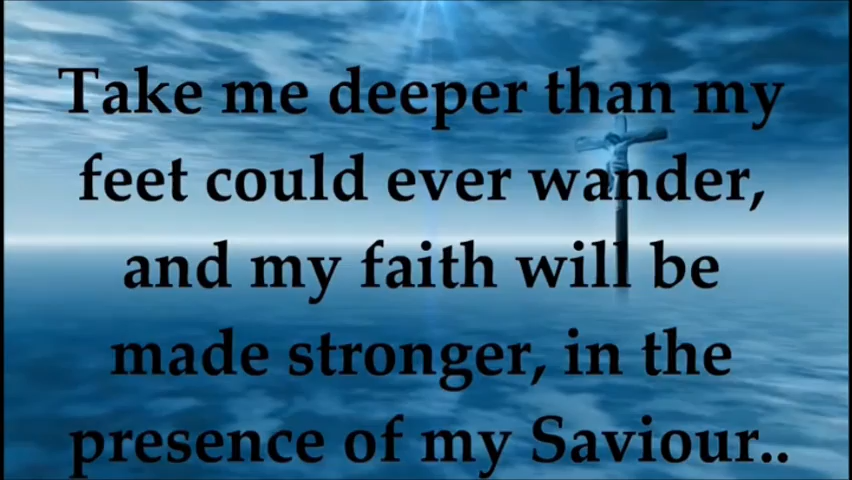 Take me deeper than my
feet could ever wander,
and my faith will be
made stronger, in the
presence of my Saviour..